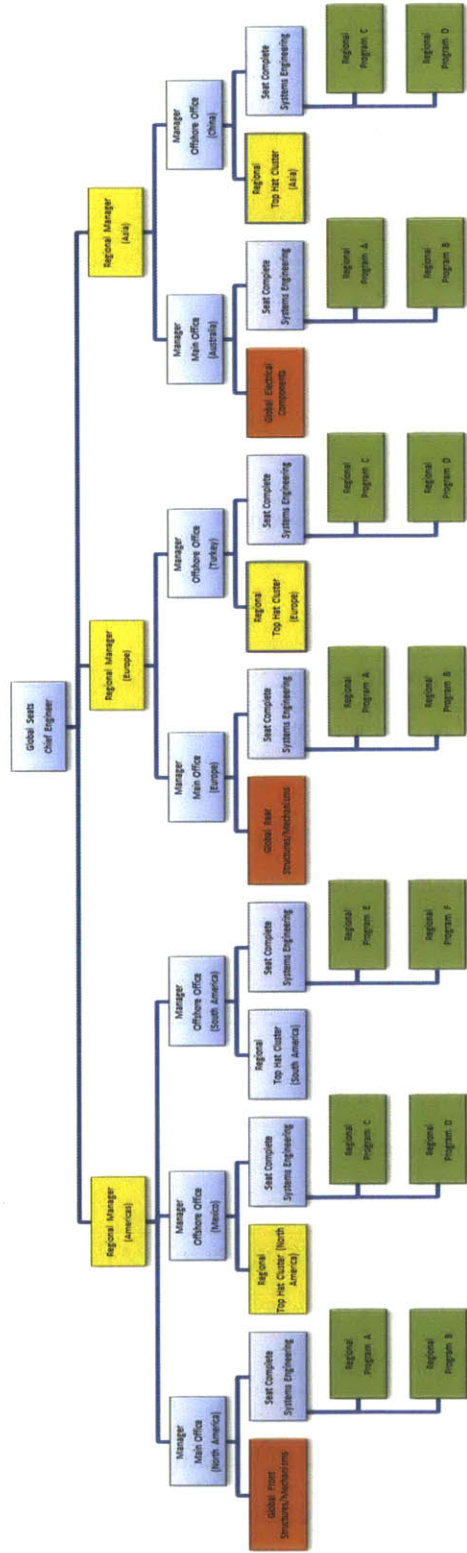 Global Seats
Chief Engineer
Regional Manager
(Americas)
Regional Manager
(Europe)
Regional Manager
(Asia)
Manager
Main Office
(North America)
Manager
Offshore Office
(Mexico)
Manager
Offshore Office
(South America)
Manager
Main Office
(Europe)
Manager
Offshore Office
(Turkey)
Manager
Main Office
(Australia)
Manager
Offshore Office
(China)
Global Front
Structures/Mechanisms
Seat Complete
Systems Engineering
Regional
Top Hat Cluster (North
America)
Seat Complete
Systems Engineering
Regional
Top Hat Cluster
(South America)
Seat Complete
Systems Engineering
Global Rear
Structures/Mechanisms
Seat Complete
Systems Engineering
Regional
Top Hat Cluster
(Europe)
Seat Complete
Systems Engineering
Global Electrical
Components
Seat Complete
Systems Engineering
Regional
Top Hat Cluster
(Asia)
Seat Complete
Systems Engineering
Regional
Program A
Regional
Program C
Regional
Program E
Regional
Program A
Regional
Program C
Regional
Program A
Regional
Program C
Regional
Program B
Regional
Program D
Regional
Program F
Regional
Program B
Regional
Program D
Regional
Program B
Regional
Program D